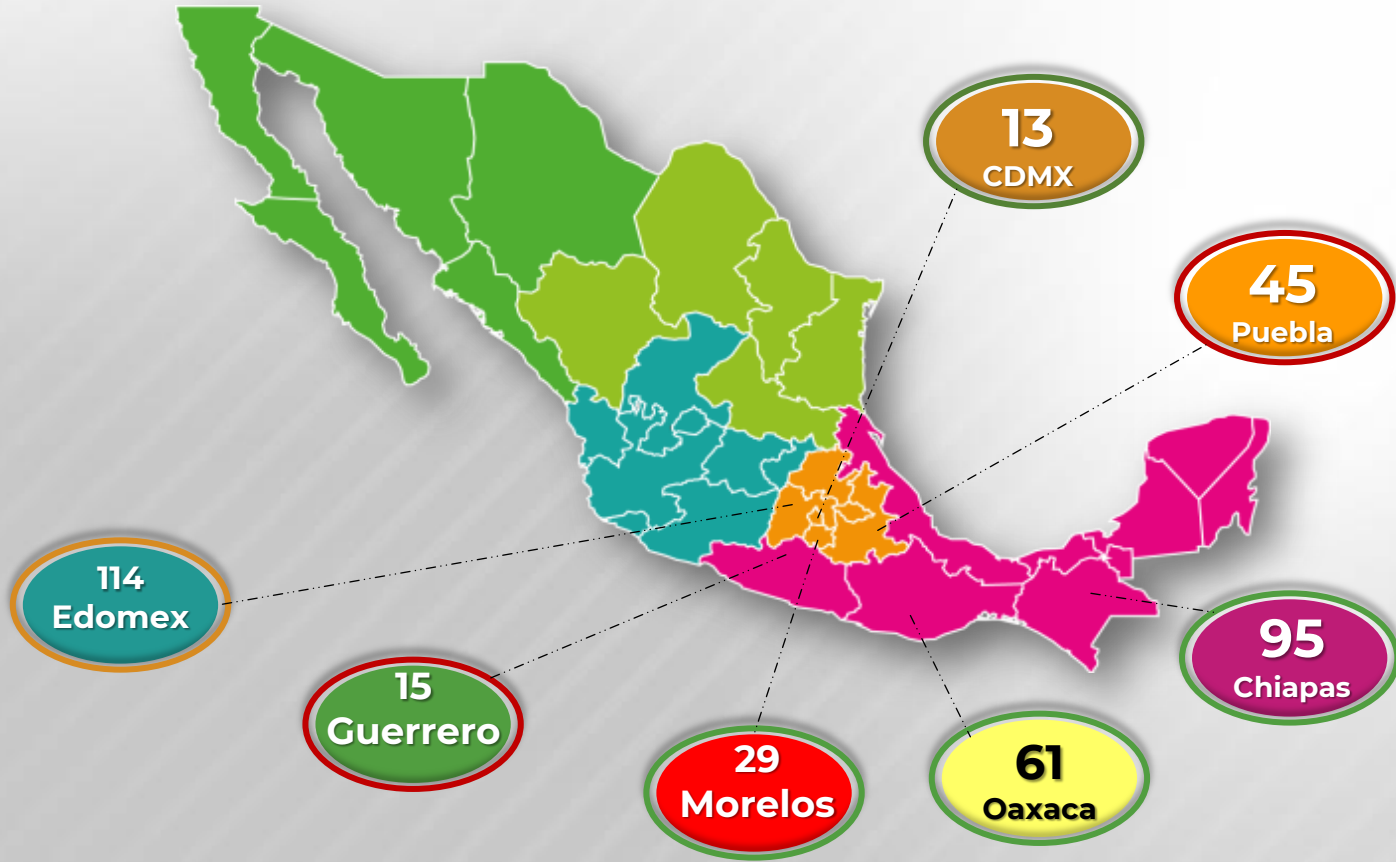 13
CDMX
45
Puebla
114
Edomex
15
Guerrero
29
Morelos
61
Oaxaca
95
Chiapas